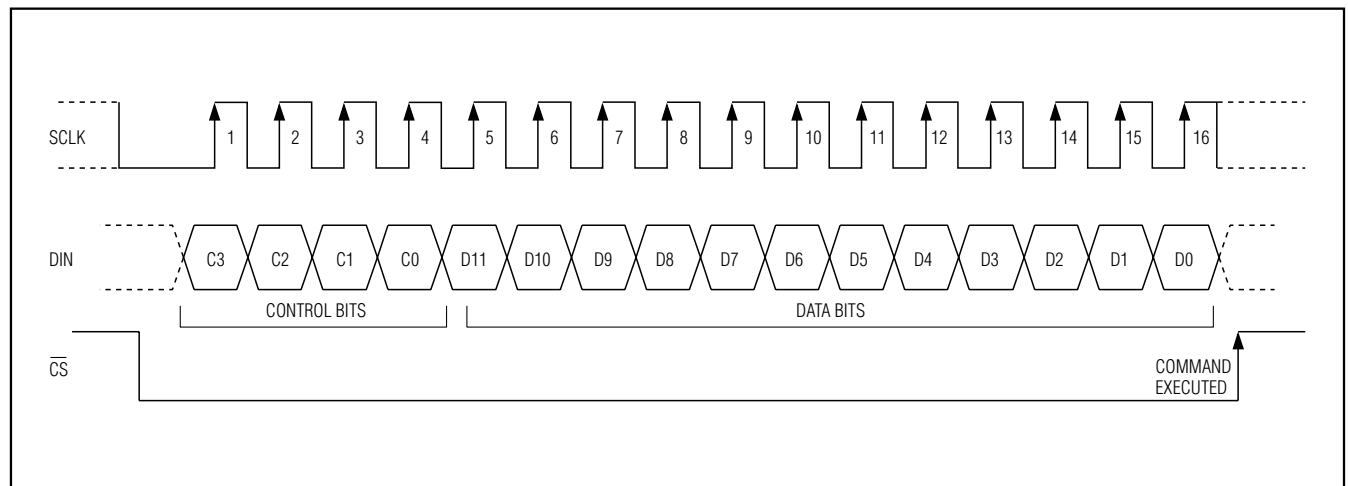 SCLK 1 2 3 4 5 6 7 8 9 10 11 12 13 14 15 16
DIN C3 C2 C1 C0 D11 D10 D9 D8 D7 D6 D5 D4 D3 D2 D1 D0
CONTROL BITS DATA BITS
CS COMMAND
EXECUTED